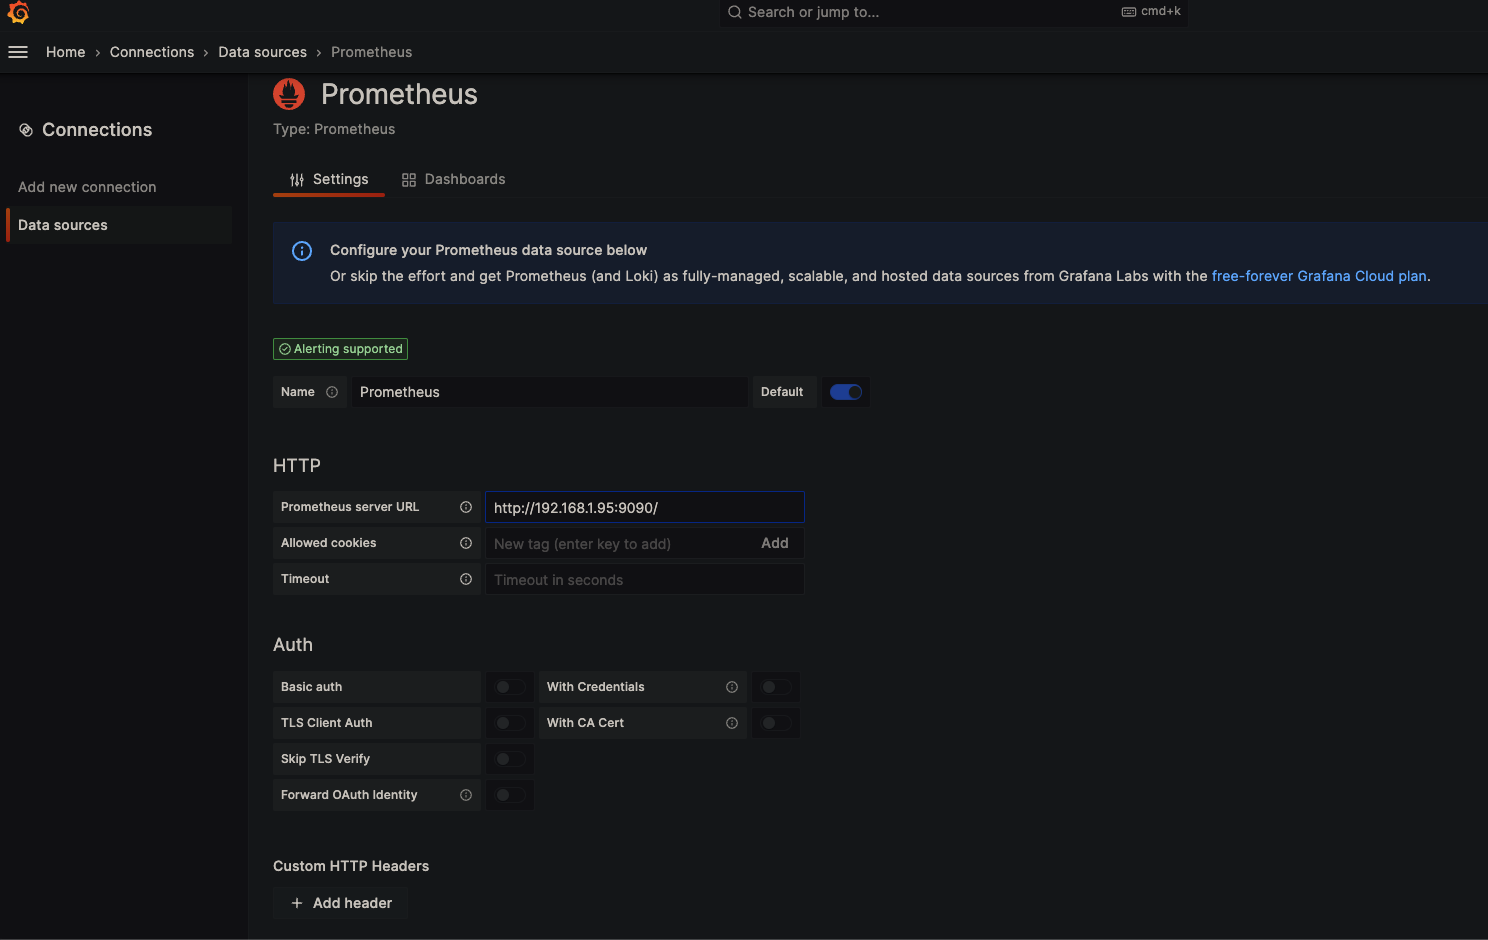 Search or jump to...
cmd+k
Home › Connections › Data sources › Prometheus
Connections
Add new connection
Data sources
Prometheus
Type: Prometheus
Settings
Dashboards
Configure your Prometheus data source below
Or skip the effort and get Prometheus (and Loki) as fully-managed, scalable, and hosted data sources from Grafana Labs with the free-forever Grafana Cloud plan.
Alerting supported
Name
Prometheus
Default
HTTP
Prometheus server URL
http://192.168.1.95:9090/
Allowed cookies
New tag (enter key to add)
Add
Timeout
Timeout in seconds
Auth
Basic auth
With Credentials
TLS Client Auth
With CA Cert
Skip TLS Verify
Forward OAuth Identity
Custom HTTP Headers
+ Add header